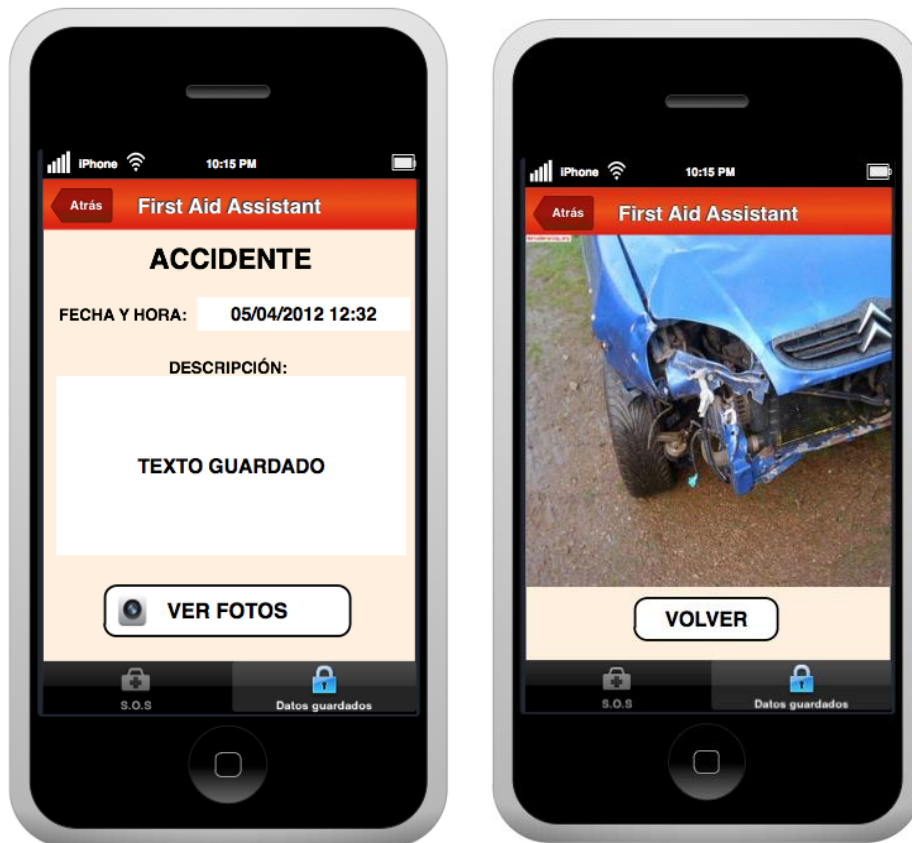 iPhone 10:15 PM
Atrás First Aid Assistant
ACCIDENTE
FECHA Y HORA: 05/04/2012 12:32
DESCRIPCIÓN:
TEXTO GUARDADO
VER FOTOS
S.O.S Datos guardados
iPhone 10:15 PM
Atrás First Aid Assistant
VOLVER
S.O.S Datos guardados